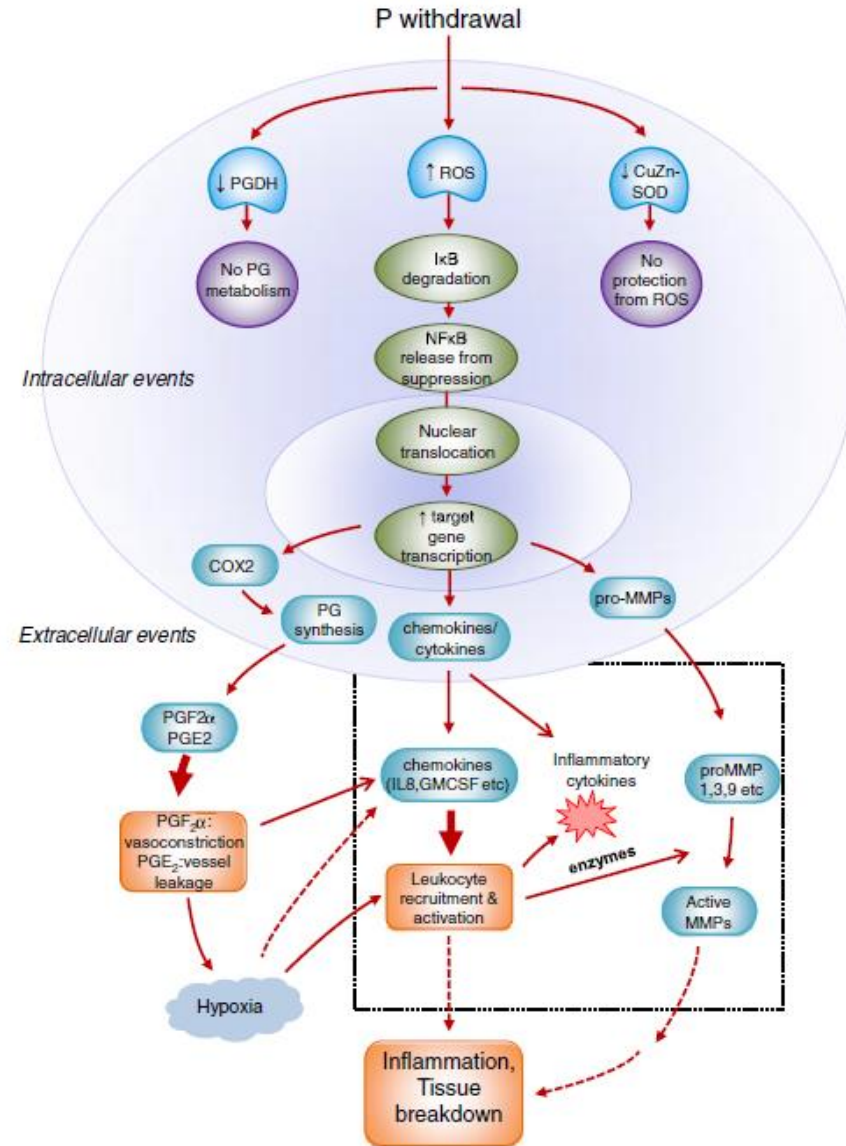 P withdrawal
↓ PGDH
↑ ROS
↓ CuZn-
SOD
No PG
metabolism
IκB
degradation
No
protection
from ROS
NFκB
release from
suppression
Intracellular events
Nuclear
translocation
↑ target
gene
transcription
COX2
PG
synthesis
pro-MMPs
Extracellular events
chemokines/
cytokines
PGF2α
PGE2
chemokines
(IL8,GMCSF etc)
Inflammatory
cytokines
proMMP
1,3,9 etc
PGF₂α:
vasoconstriction
PGE₂:vessel
leakage
Leukocyte
recruitment &
activation
enzymes
Active
MMPs
Hypoxia
Inflammation,
Tissue
breakdown